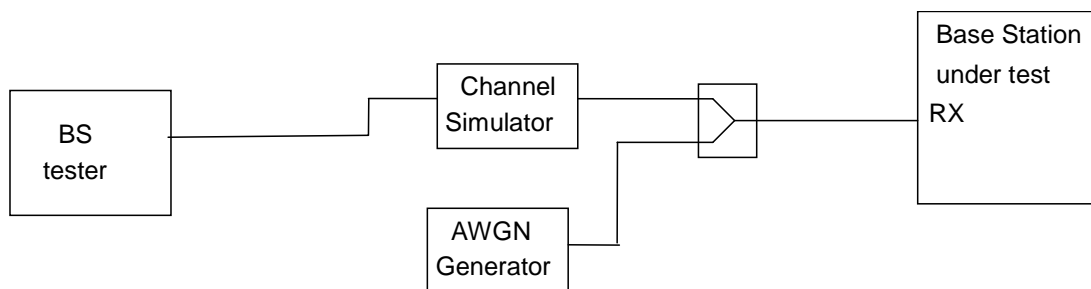 BS
tester
Channel
Simulator
AWGN
Generator
Base Station
under test
RX